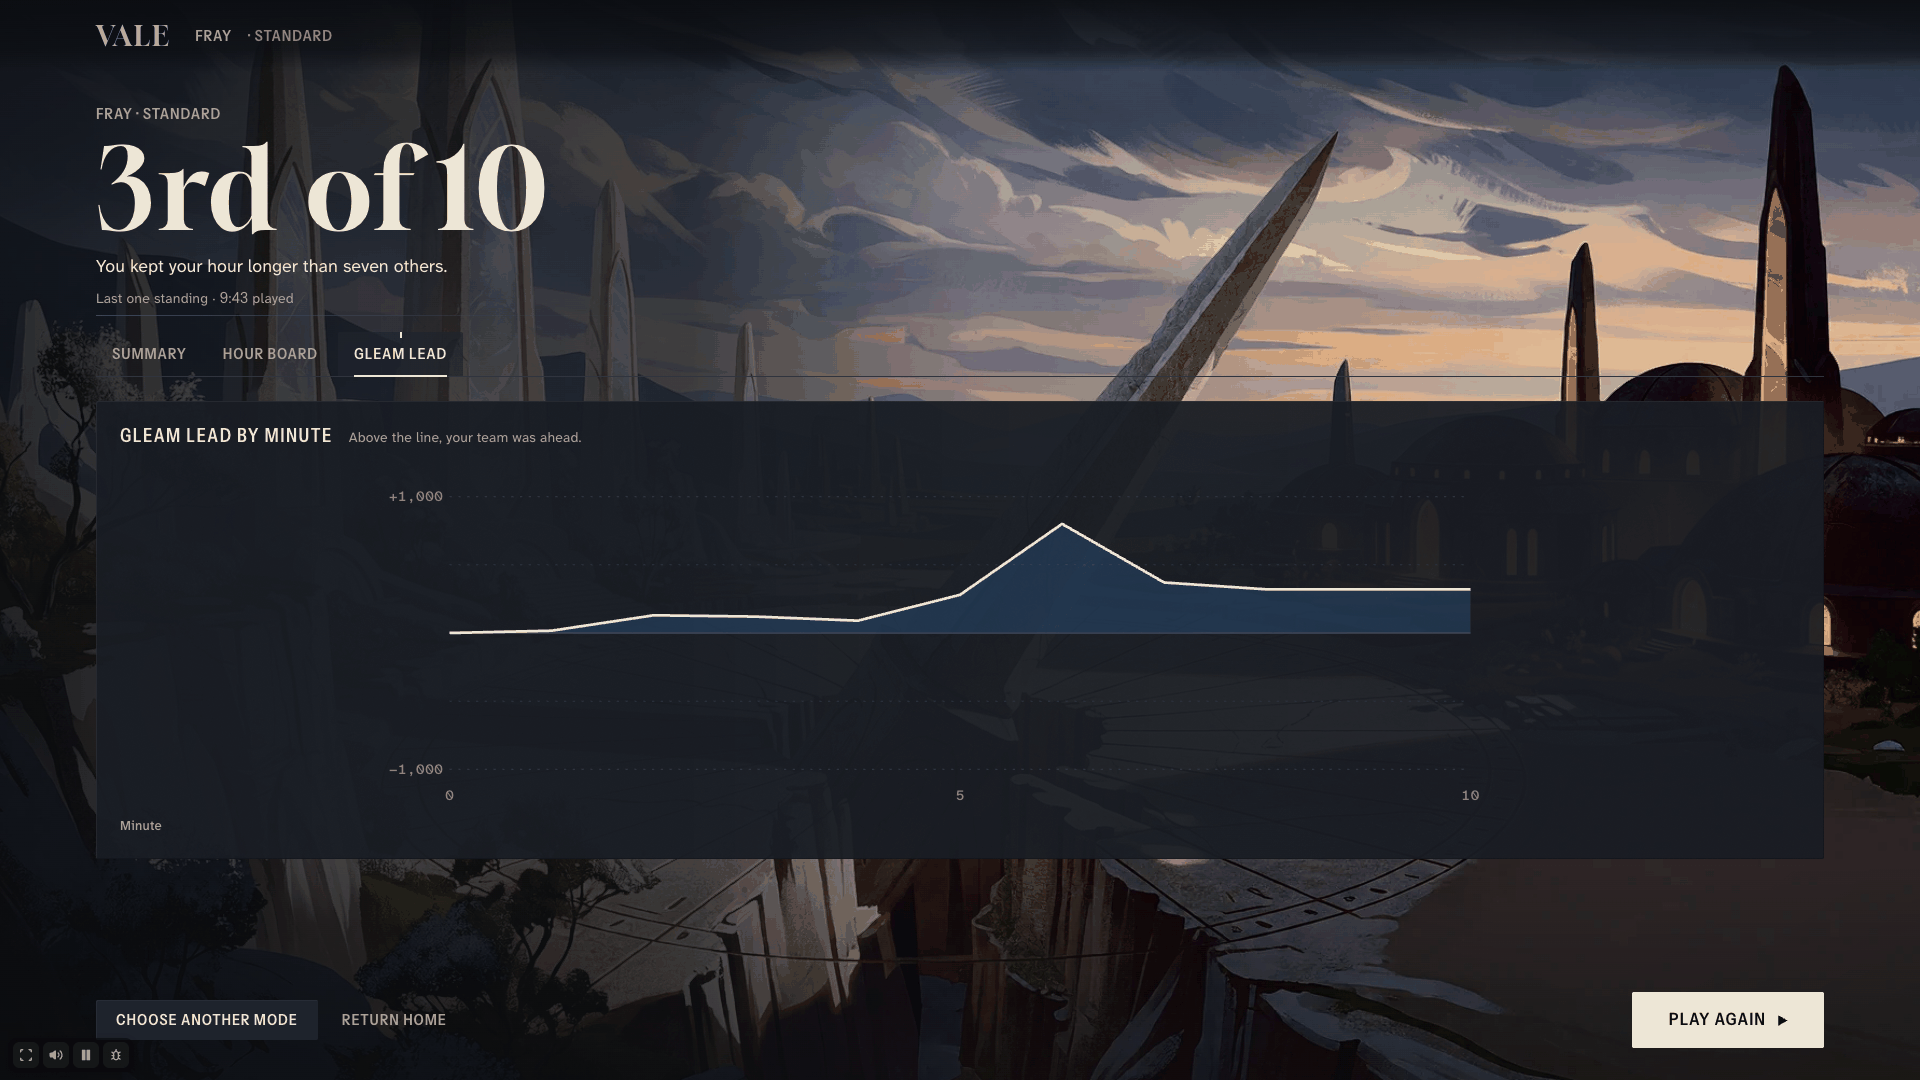 VALE FRAY · STANDARD
FRAY · STANDARD
3rd of 10
You kept your hour longer than seven others.
Last one standing · 9:43 played
SUMMARY HOUR BOARD GLEAM LEAD
GLEAM LEAD BY MINUTE Above the line, your team was ahead.
+1,000
−1,000
0 5 10
Minute
CHOOSE ANOTHER MODE RETURN HOME PLAY AGAIN